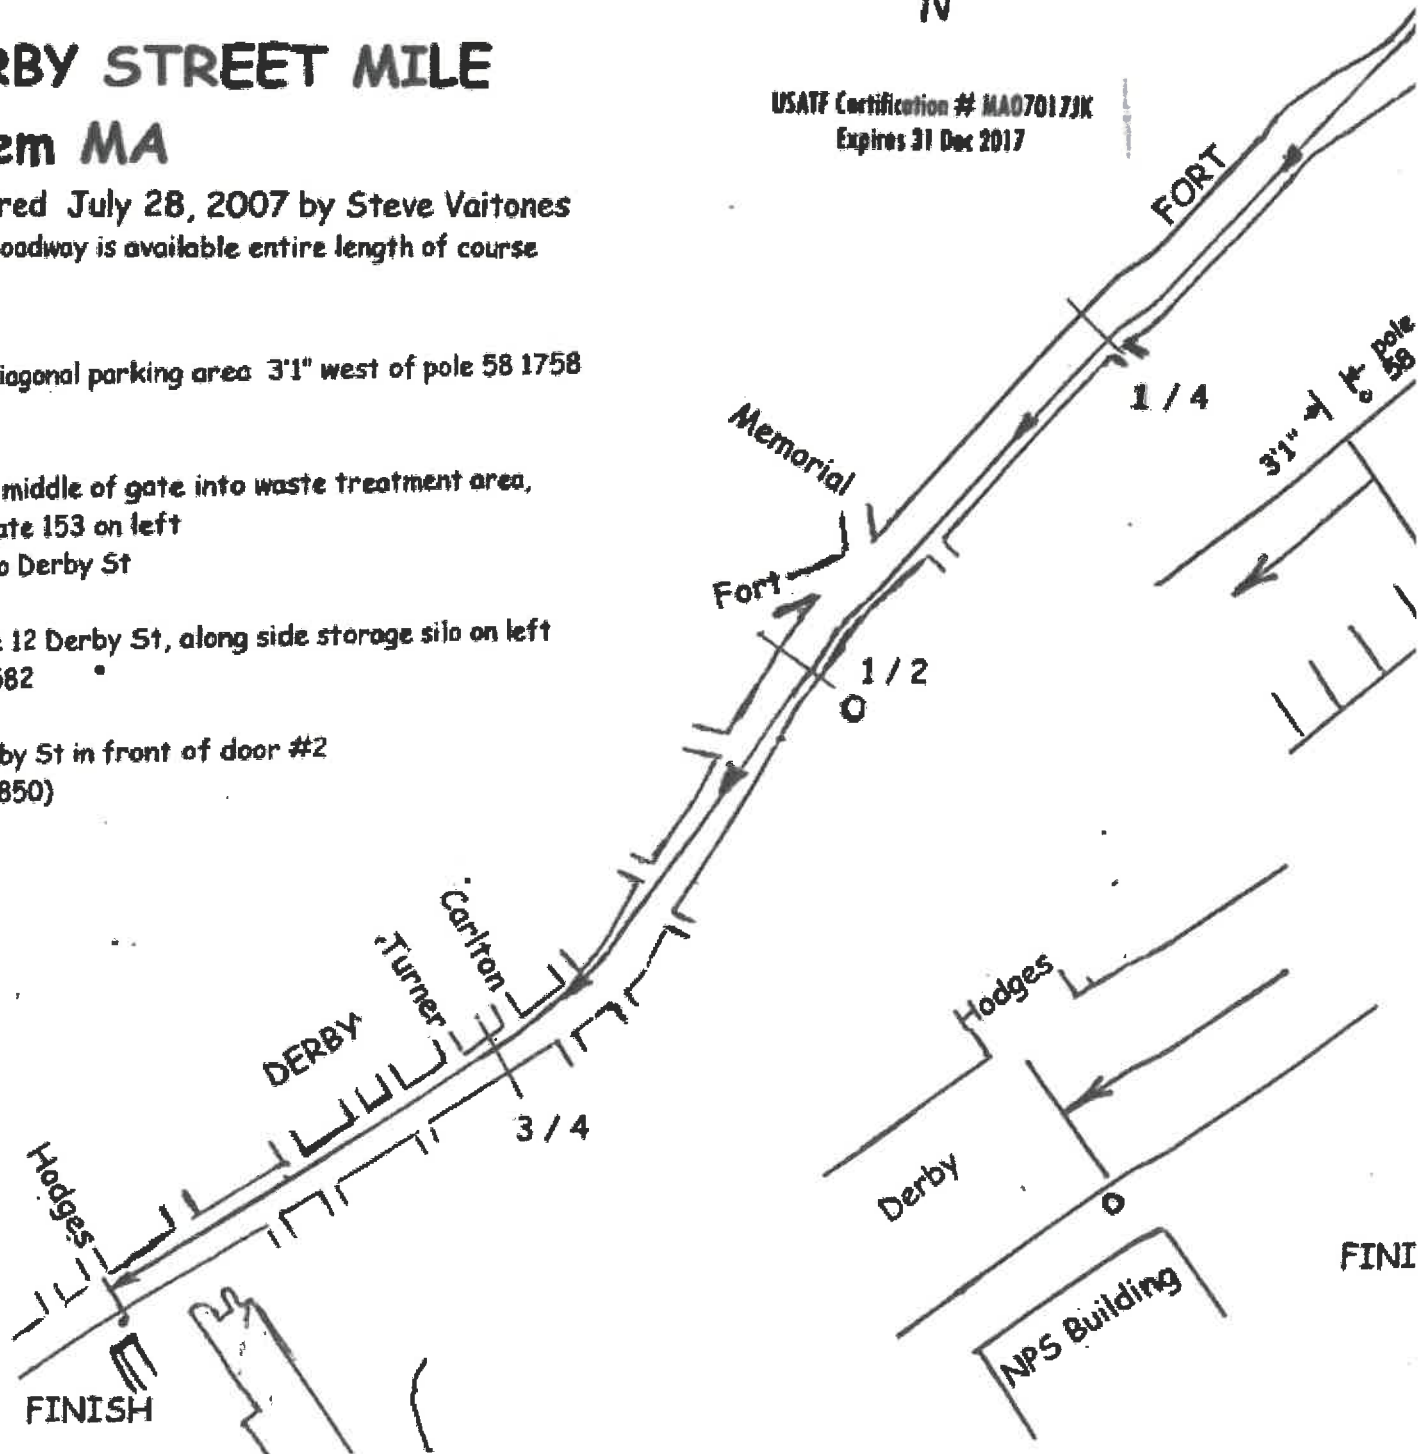 N
RBY STREET MILE
em MA
red July 28, 2007 by Steve Vaitones
oadway is available entire length of course
USATF Certification # MA07017JK
Expires 31 Dec 2017
iagonal parking area 3'1" west of pole 58 1758
middle of gate into waste treatment area,
ate 153 on left
o Derby St
12 Derby St, along side storage silo on left
582
by St in front of door #2
850)
FORT
1 / 4
pole
58
3'1"
Memorial
Fort
1 / 2
Carlton
Turner
DERBY
3 / 4
Hodges
FINISH
Hodges
Derby
NPS Building
FINI